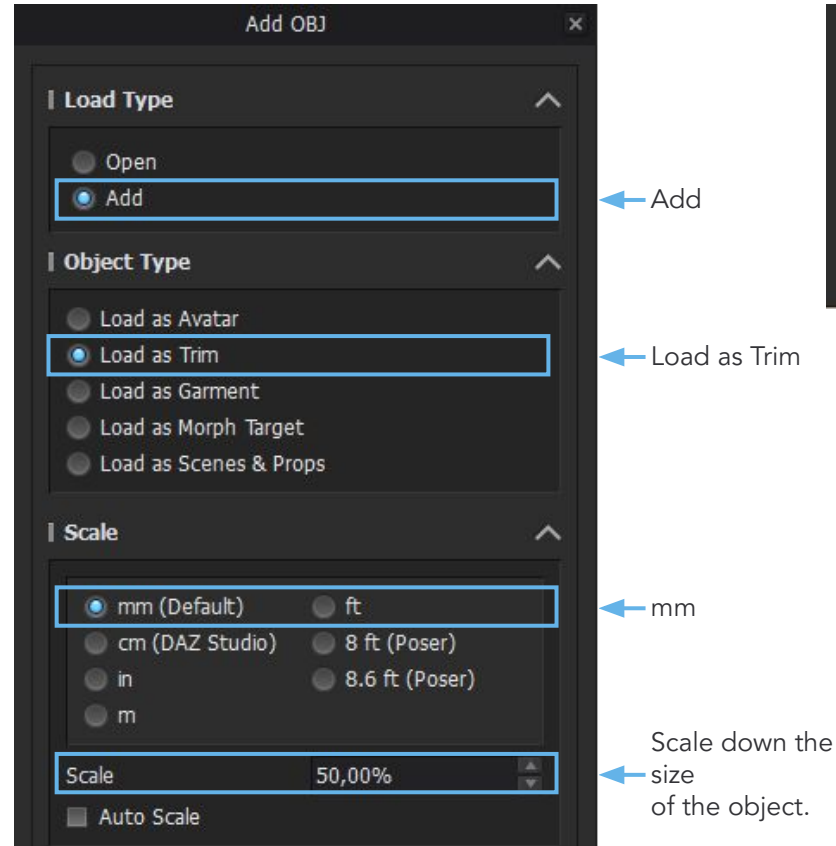 Add OBJ
Load Type
Open
Add
Add
Object Type
Load as Avatar
Load as Trim
Load as Trim
Load as Garment
Load as Morph Target
Load as Scenes & Props
Scale
mm (Default) ft
mm
cm (DAZ Studio) 8 ft (Poser)
in 8.6 ft (Poser)
m
Scale 50,00%
Scale down the
size
of the object.
Auto Scale